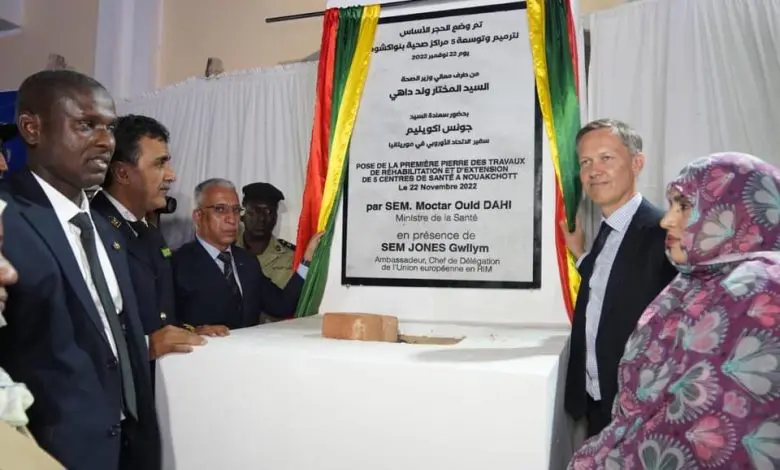 تم وضع الحجر الأساس
لترميم وتوسعة 5 مراكز صحية بنواكشوط
يوم 22 نوفمبر 2022
من طرف معالي وزير الصحة
السيد المختار ولد داهي
بحضور سعادة السيد
جونس اكويليم
سفير الاتحاد الأوروبي في موريتانيا
POSE DE LA PREMIÈRE PIERRE DES TRAVAUX
DE RÉHABILITATION ET D'EXTENSION
DE 5 CENTRES DE SANTÉ A NOUAKCHOTT
Le 22 Novembre 2022
par SEM. Moctar Ould DAHI
Ministre de la Santé
en présence de
SEM JONES Gwilym
Ambassadeur, Chef de Délégation
de l'Union européenne en RIM